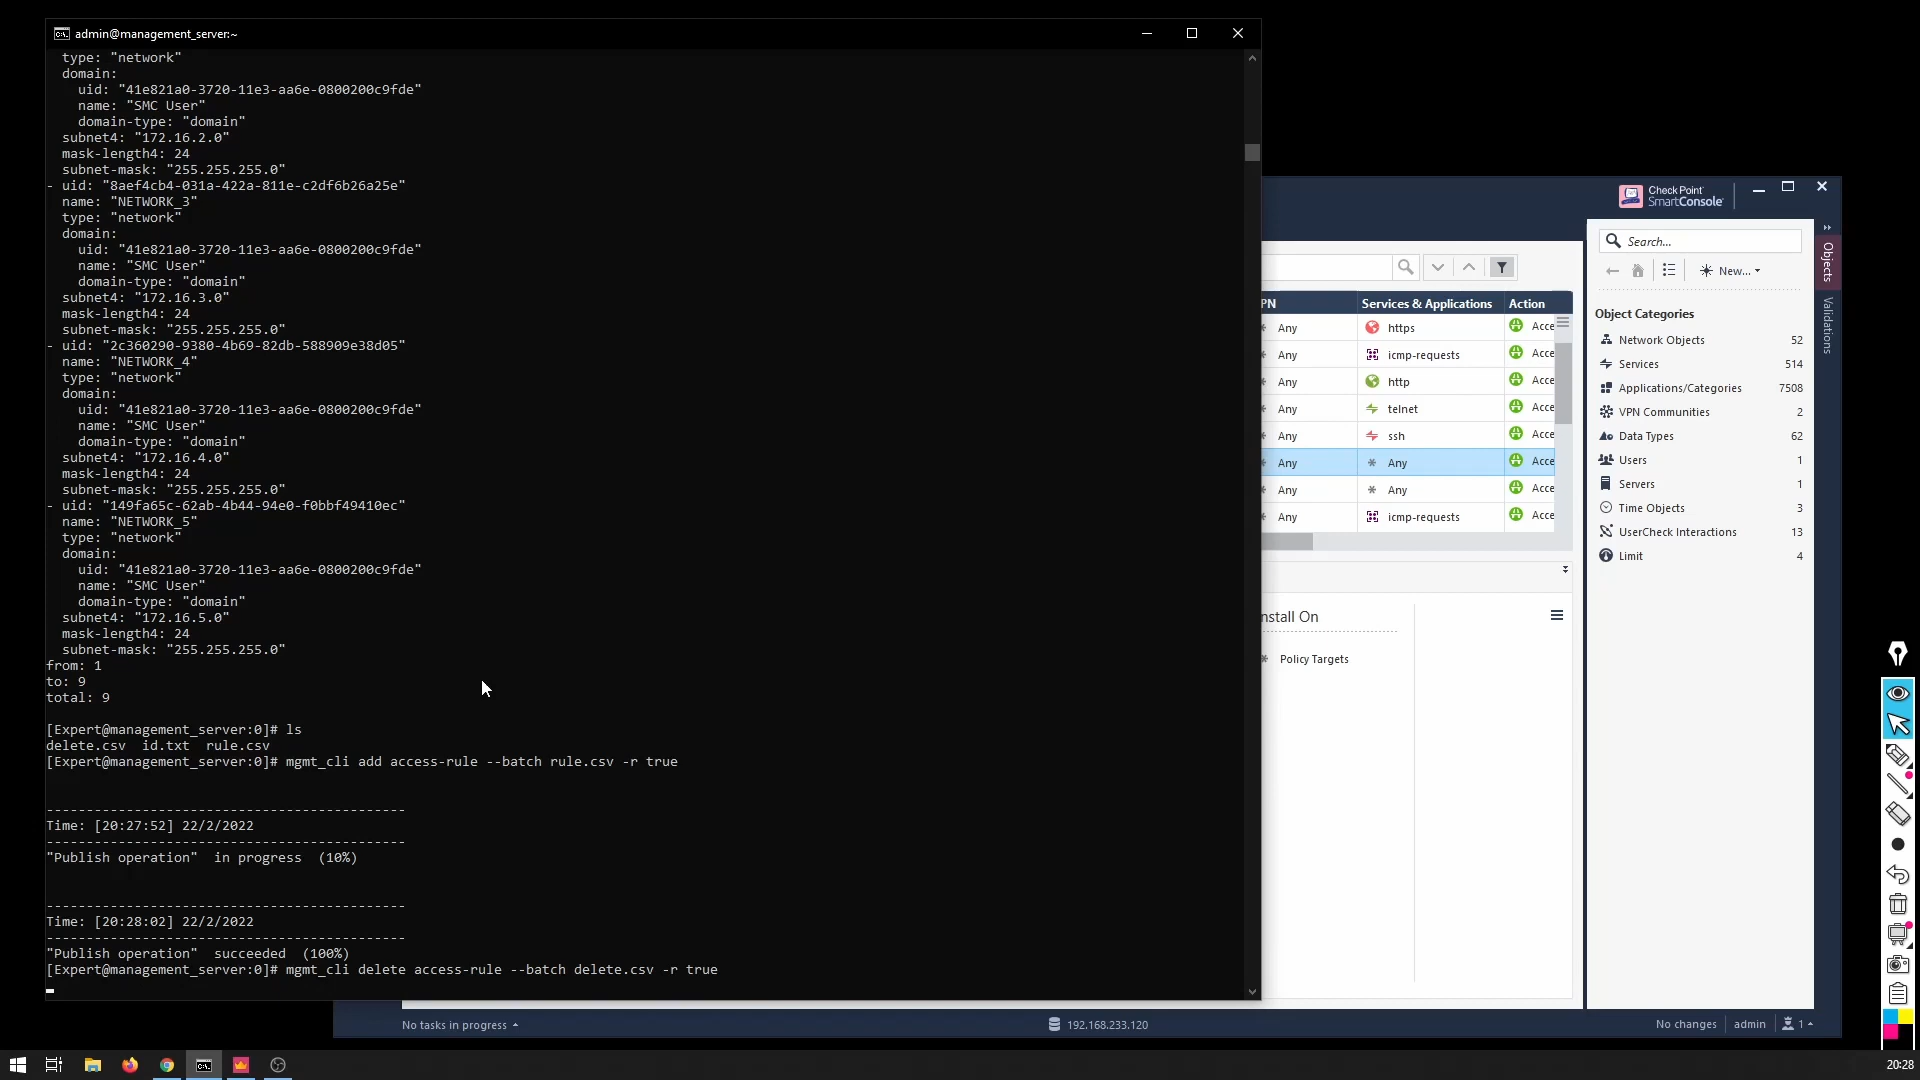 admin@management_server:~
type: "network"
domain:
uid: "41e821a0-3720-11e3-aa6e-0800200c9fde"
name: "SMC User"
domain-type: "domain"
subnet4: "172.16.2.0"
mask-length4: 24
subnet-mask: "255.255.255.0"
- uid: "8aef4cb4-031a-422a-811e-c2df6b26a25e"
name: "NETWORK_3"
type: "network"
domain:
uid: "41e821a0-3720-11e3-aa6e-0800200c9fde"
name: "SMC User"
domain-type: "domain"
subnet4: "172.16.3.0"
mask-length4: 24
subnet-mask: "255.255.255.0"
- uid: "2c360290-9380-4b69-82db-588909e38d05"
name: "NETWORK_4"
type: "network"
domain:
uid: "41e821a0-3720-11e3-aa6e-0800200c9fde"
name: "SMC User"
domain-type: "domain"
subnet4: "172.16.4.0"
mask-length4: 24
subnet-mask: "255.255.255.0"
- uid: "149fa65c-62ab-4b44-94e0-f0bbf49410ec"
name: "NETWORK_5"
type: "network"
domain:
uid: "41e821a0-3720-11e3-aa6e-0800200c9fde"
name: "SMC User"
domain-type: "domain"
subnet4: "172.16.5.0"
mask-length4: 24
subnet-mask: "255.255.255.0"
from: 1
to: 9
total: 9
[Expert@management_server:0]# ls
delete.csv id.txt rule.csv
[Expert@management_server:0]# mgmt_cli add access-rule --batch rule.csv -r true
---------------------------------------------
Time: [20:27:52] 22/2/2022
---------------------------------------------
"Publish operation" in progress (10%)
---------------------------------------------
Time: [20:28:02] 22/2/2022
---------------------------------------------
"Publish operation" succeeded (100%)
[Expert@management_server:0]# mgmt_cli delete access-rule --batch delete.csv -r true
Check Point
SmartConsole
PN Services & Applications Action
Any https Acce
Any icmp-requests Acce
Any http Acce
Any telnet Acce
Any ssh Acce
* Any * Any Acce
* Any * Any Acce
Any icmp-requests Acce
nstall On
* Policy Targets
Search...
New...
Object Categories
Network Objects 52
Services 514
Applications/Categories 7508
VPN Communities 2
Data Types 62
Users 1
Servers 1
Time Objects 3
UserCheck Interactions 13
Limit 4
Objects
Validations
No tasks in progress
192.168.233.120
No changes admin 1
20:28